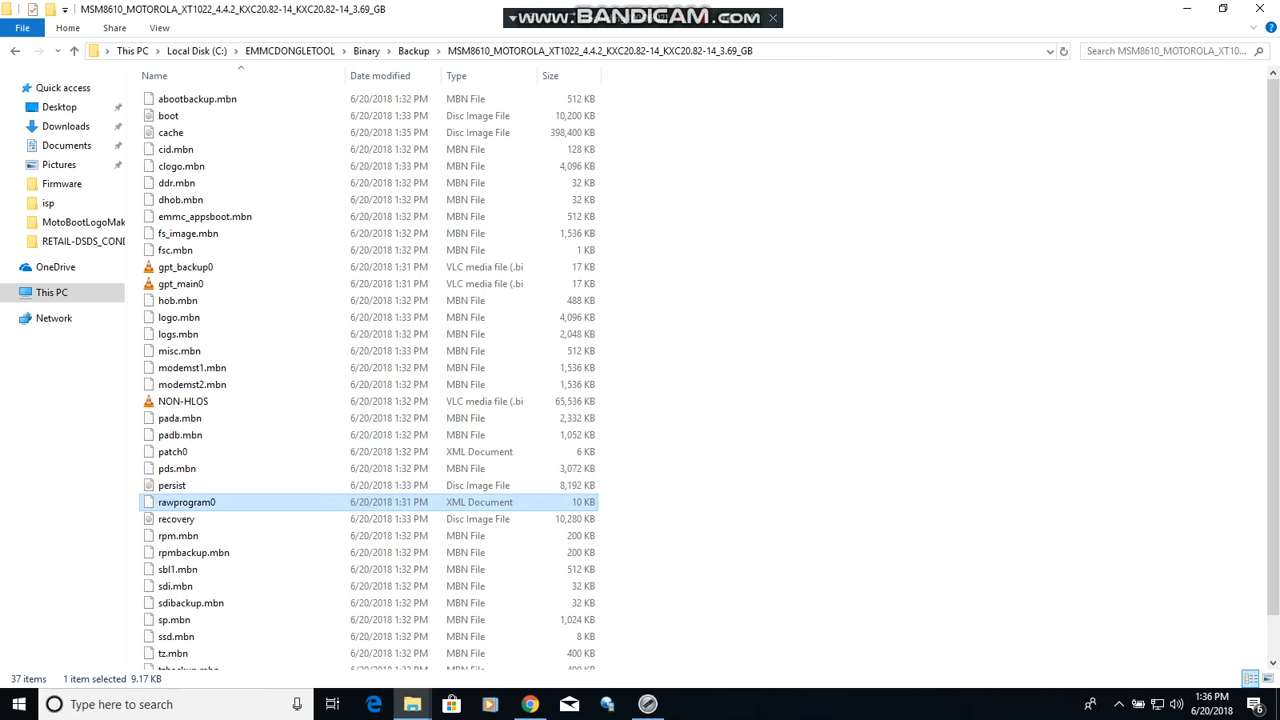 MSM8610_MOTOROLA_XT1022_4.4.2_KXC20.82-14_KXC20.82-14_3.69_GB
www.BANDICAM.com
File Home Share View
This PC Local Disk (C:) EMMCDONGLETOOL Binary Backup MSM8610_MOTOROLA_XT1022_4.4.2_KXC20.82-14_KXC20.82-14_3.69_GB
Search MSM8610_MOTOROLA_XT10...
Name Date modified Type Size
Quick access
Desktop
Downloads
Documents
Pictures
Firmware
isp
MotoBootLogoMak
RETAIL-DSDS_COND
OneDrive
This PC
Network
abootbackup.mbn 6/20/2018 1:32 PM MBN File 512 KB
boot 6/20/2018 1:33 PM Disc Image File 10,200 KB
cache 6/20/2018 1:35 PM Disc Image File 398,400 KB
cid.mbn 6/20/2018 1:32 PM MBN File 128 KB
clogo.mbn 6/20/2018 1:33 PM MBN File 4,096 KB
ddr.mbn 6/20/2018 1:32 PM MBN File 32 KB
dhob.mbn 6/20/2018 1:32 PM MBN File 32 KB
emmc_appsboot.mbn 6/20/2018 1:32 PM MBN File 512 KB
fs_image.mbn 6/20/2018 1:32 PM MBN File 1,536 KB
fsc.mbn 6/20/2018 1:32 PM MBN File 1 KB
gpt_backup0 6/20/2018 1:31 PM VLC media file (.bi 17 KB
gpt_main0 6/20/2018 1:31 PM VLC media file (.bi 17 KB
hob.mbn 6/20/2018 1:32 PM MBN File 488 KB
logo.mbn 6/20/2018 1:32 PM MBN File 4,096 KB
logs.mbn 6/20/2018 1:32 PM MBN File 2,048 KB
misc.mbn 6/20/2018 1:33 PM MBN File 512 KB
modemst1.mbn 6/20/2018 1:32 PM MBN File 1,536 KB
modemst2.mbn 6/20/2018 1:32 PM MBN File 1,536 KB
NON-HLOS 6/20/2018 1:32 PM VLC media file (.bi 65,536 KB
pada.mbn 6/20/2018 1:32 PM MBN File 2,332 KB
padb.mbn 6/20/2018 1:32 PM MBN File 1,052 KB
patch0 6/20/2018 1:32 PM XML Document 6 KB
pds.mbn 6/20/2018 1:32 PM MBN File 3,072 KB
persist 6/20/2018 1:32 PM Disc Image File 8,192 KB
rawprogram0 6/20/2018 1:31 PM XML Document 10 KB
recovery 6/20/2018 1:33 PM Disc Image File 10,280 KB
rpm.mbn 6/20/2018 1:32 PM MBN File 200 KB
rpmbackup.mbn 6/20/2018 1:32 PM MBN File 200 KB
sbl1.mbn 6/20/2018 1:32 PM MBN File 512 KB
sdi.mbn 6/20/2018 1:32 PM MBN File 32 KB
sdibackup.mbn 6/20/2018 1:32 PM MBN File 32 KB
sp.mbn 6/20/2018 1:32 PM MBN File 1,024 KB
ssd.mbn 6/20/2018 1:32 PM MBN File 8 KB
tz.mbn 6/20/2018 1:32 PM MBN File 400 KB
37 items 1 item selected 9.17 KB
Type here to search
1:36 PM
6/20/2018
6